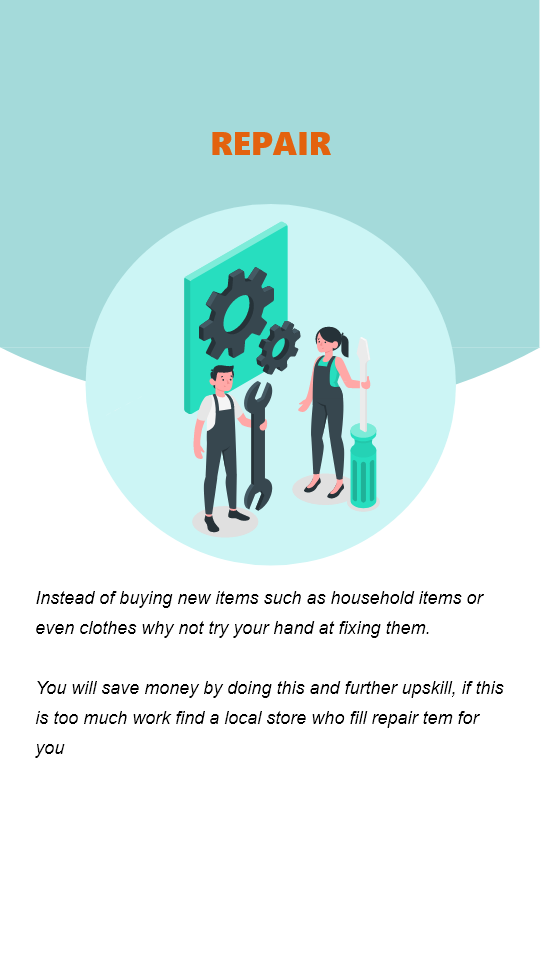 REPAIR
Instead of buying new items such as household items or
even clothes why not try your hand at fixing them.
You will save money by doing this and further upskill, if this
is too much work find a local store who fill repair tem for
you